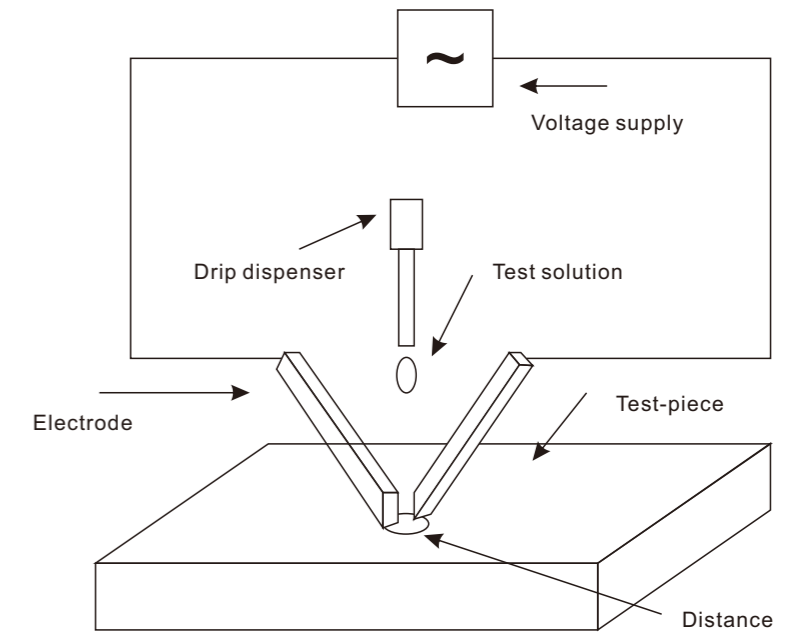 ~
Voltage supply
Drip dispenser
Test solution
Electrode
Test-piece
Distance